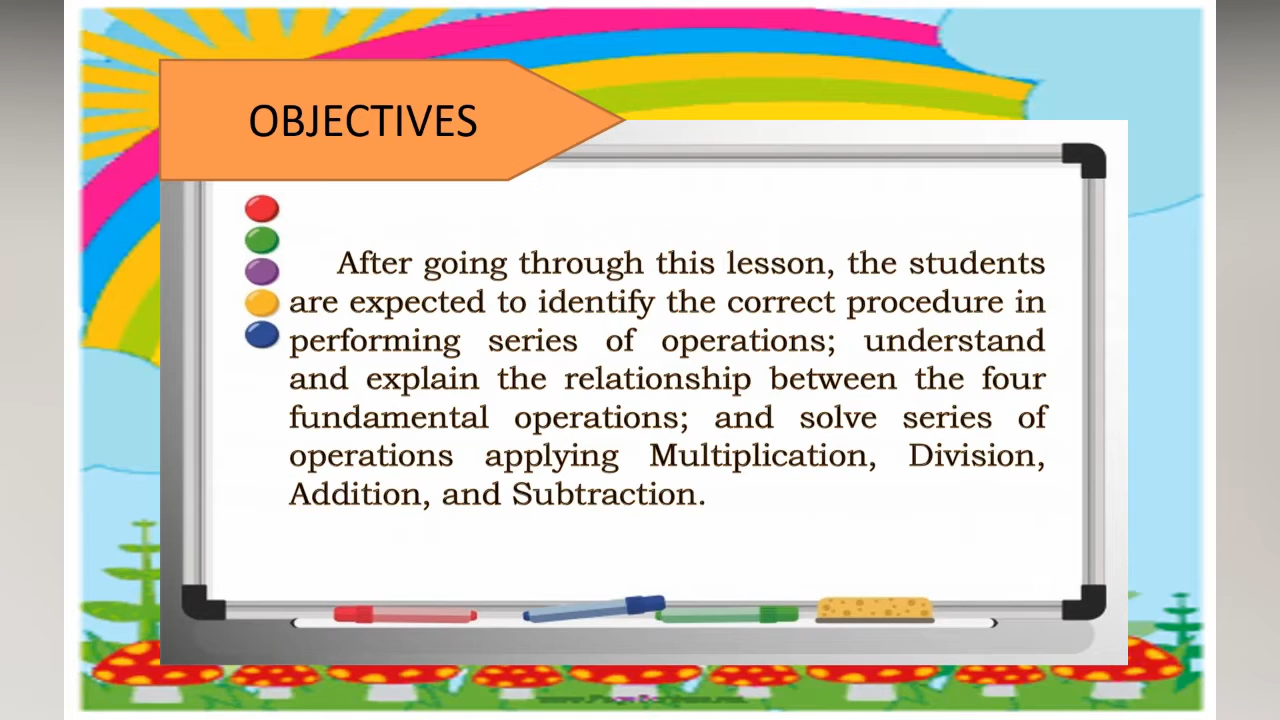 OBJECTIVES
After going through this lesson, the students
are expected to identify the correct procedure in
performing series of operations; understand
and explain the relationship between the four
fundamental operations; and solve series of
operations applying Multiplication, Division,
Addition, and Subtraction.